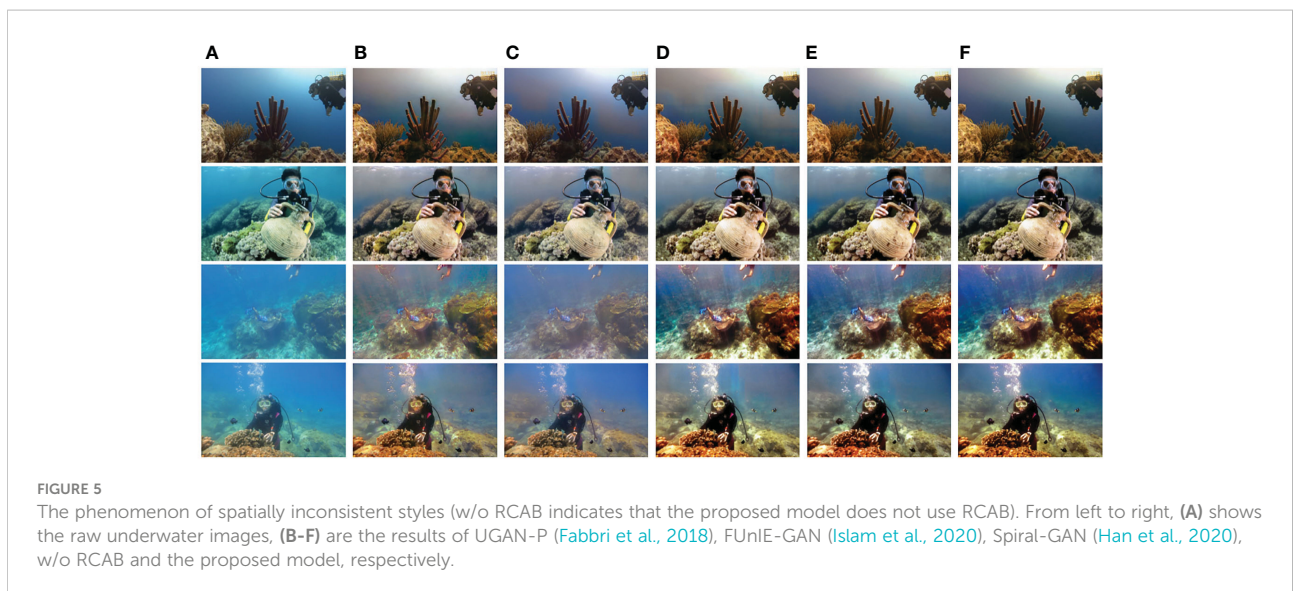 A B C D E F
FIGURE 5
The phenomenon of spatially inconsistent styles (w/o RCAB indicates that the proposed model does not use RCAB). From left to right, (A) shows
the raw underwater images, (B-F) are the results of UGAN-P (Fabbri et al., 2018), FUnIE-GAN (Islam et al., 2020), Spiral-GAN (Han et al., 2020),
w/o RCAB and the proposed model, respectively.